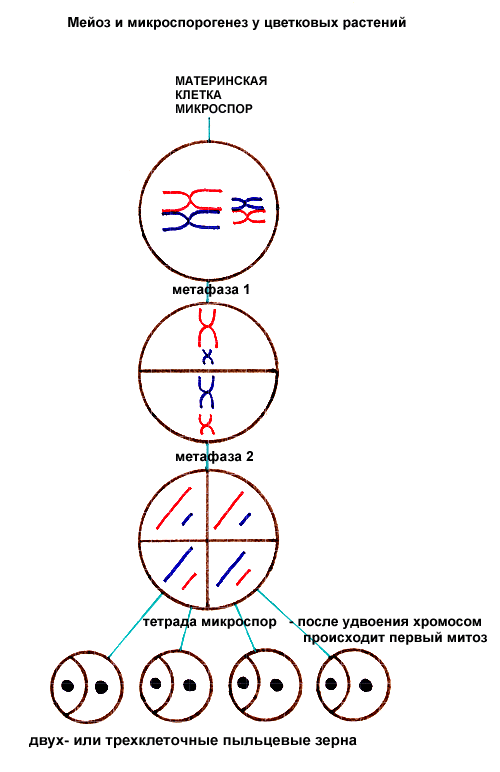 Мейоз и микроспорогенез у цветковых растений
МАТЕРИНСКАЯ
КЛЕТКА
МИКРОСПОР
метафаза 1
метафаза 2
тетрада микроспор - после удвоения хромосом
происходит первый митоз
двух- или трехклеточные пыльцевые зерна